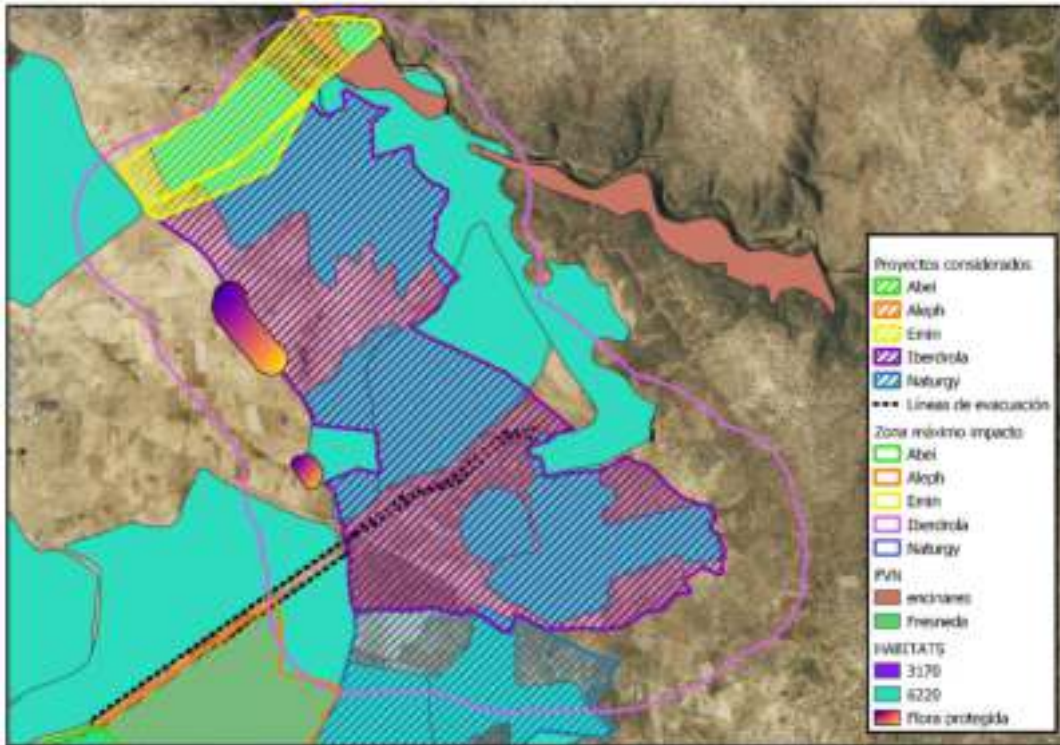 Proyectos considerados
Abei
Aleph
Emin
Iberdrola
Naturgy
Líneas de evacuación
Zona máximo impacto
Abei
Aleph
Emin
Iberdrola
Naturgy
PVN
encinares
Fresneda
HABITATS
3170
6220
Flora protegida